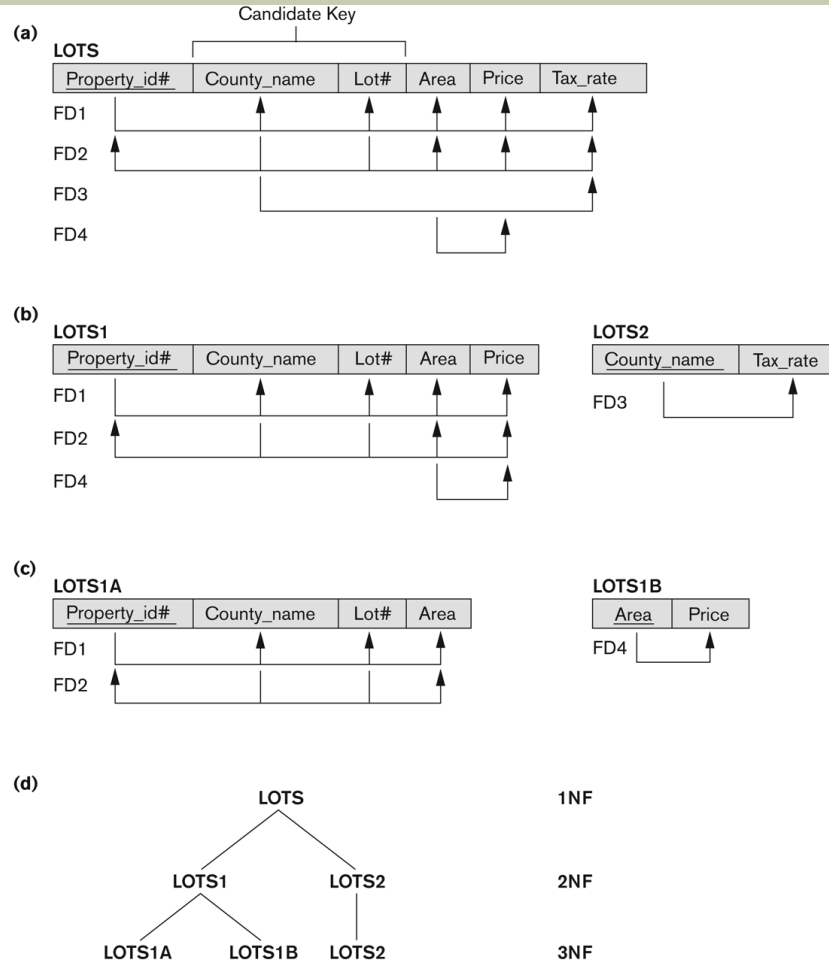 Candidate Key
(a)
LOTS
Property_id# County_name Lot# Area Price Tax_rate
FD1
FD2
FD3
FD4
(b)
LOTS1
Property_id# County_name Lot# Area Price
FD1
FD2
FD4
LOTS2
County_name Tax_rate
FD3
(c)
LOTS1A
Property_id# County_name Lot# Area
FD1
FD2
LOTS1B
Area Price
FD4
(d)
LOTS 1NF
LOTS1 LOTS2 2NF
LOTS1A LOTS1B LOTS2 3NF